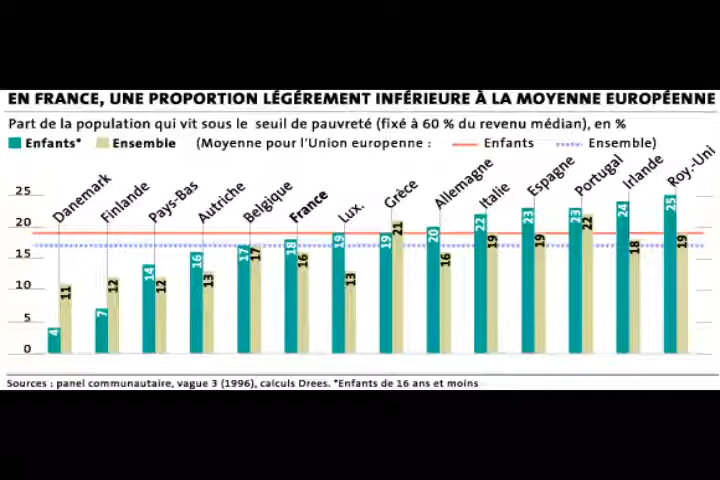 EN FRANCE, UNE PROPORTION LÉGÉREMENT INFÉRIEURE À LA MOYENNE EUROPÉENNE
Part de la population qui vit sous le seuil de pauvreté (fixé à 60 % du revenu médian), en %
Enfants* Ensemble (Moyenne pour l'Union europenne : Enfants Ensemble)
Danemark Finlande Pays-Bas Autriche Belgique France Lux. Grèce Allemagne Italie Espagne Portugal Irlande Roy.-Uni
25
20
15
10
5
0
4 11 7 12 14 12 16 13 17 17 18 16 19 13 19 21 20 16 22 19 23 19 23 22 24 18 25 19
Sources : panel communautaire, vague 3 (1996), calculs Drees. *Enfants de 16 ans et moins